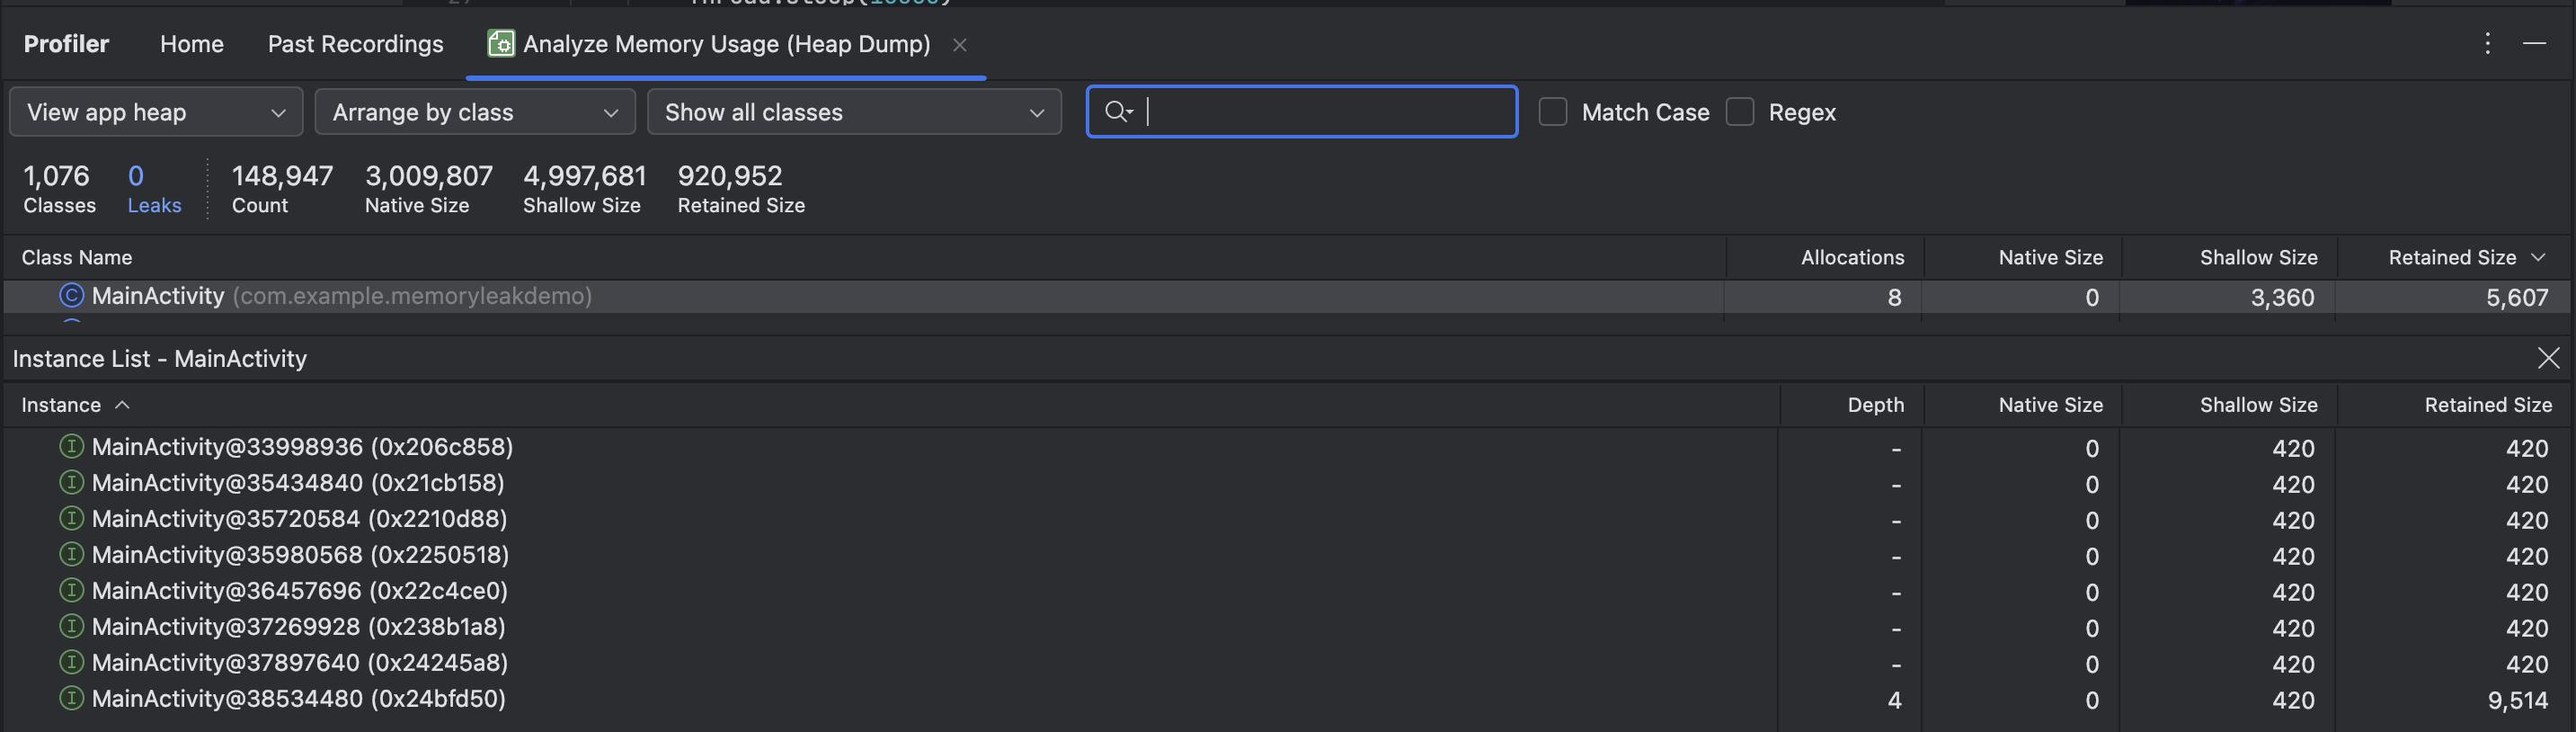 Profiler Home Past Recordings Analyze Memory Usage (Heap Dump)
View app heap Arrange by class Show all classes Match Case Regex
1,076 0 148,947 3,009,807 4,997,681 920,952
Classes Leaks Count Native Size Shallow Size Retained Size
Class Name Allocations Native Size Shallow Size Retained Size
MainActivity (com.example.memoryleakdemo) 8 0 3,360 5,607
Instance List - MainActivity
Instance Depth Native Size Shallow Size Retained Size
MainActivity@33998936 (0x206c858) - 0 420 420
MainActivity@35434840 (0x21cb158) - 0 420 420
MainActivity@35720584 (0x2210d88) - 0 420 420
MainActivity@35980568 (0x2250518) - 0 420 420
MainActivity@36457696 (0x22c4ce0) - 0 420 420
MainActivity@37269928 (0x238b1a8) - 0 420 420
MainActivity@37897640 (0x24245a8) - 0 420 420
MainActivity@38534480 (0x24bfd50) 4 0 420 9,514